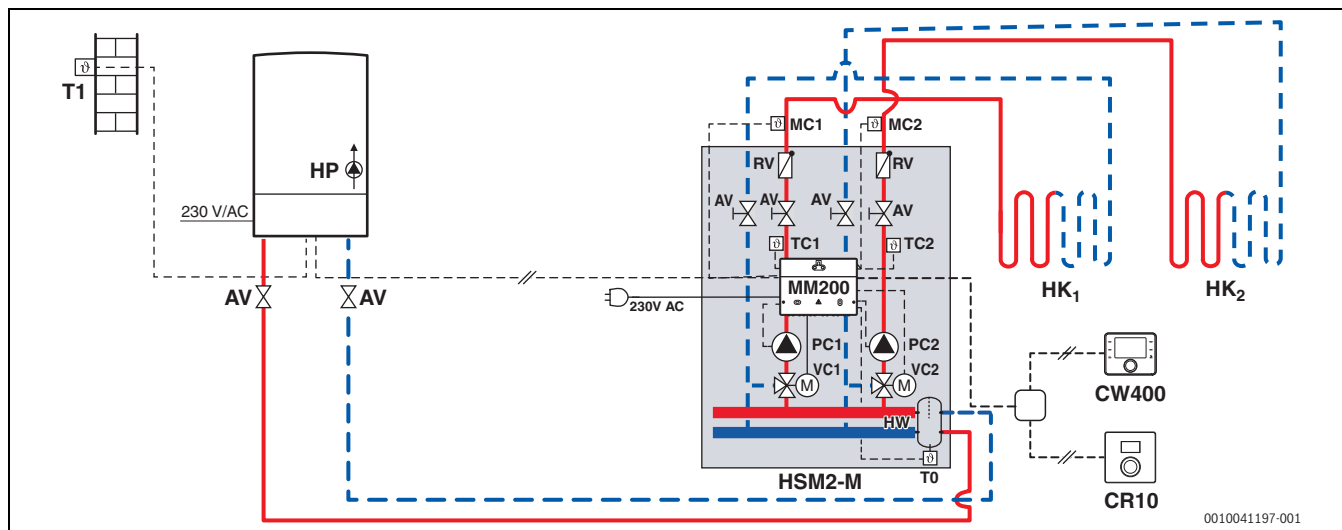 ϑ
T1
HP
230 V/AC
AV
AV
ϑ MC1
ϑ MC2
RV
RV
AV
AV
AV
AV
ϑ TC1
ϑ TC2
MM200
230V AC
PC1
PC2
VC1
M
VC2
M
HW
ϑ
T0
HSM2-M
HK₁
HK₂
CW400
CR10
0010041197-001